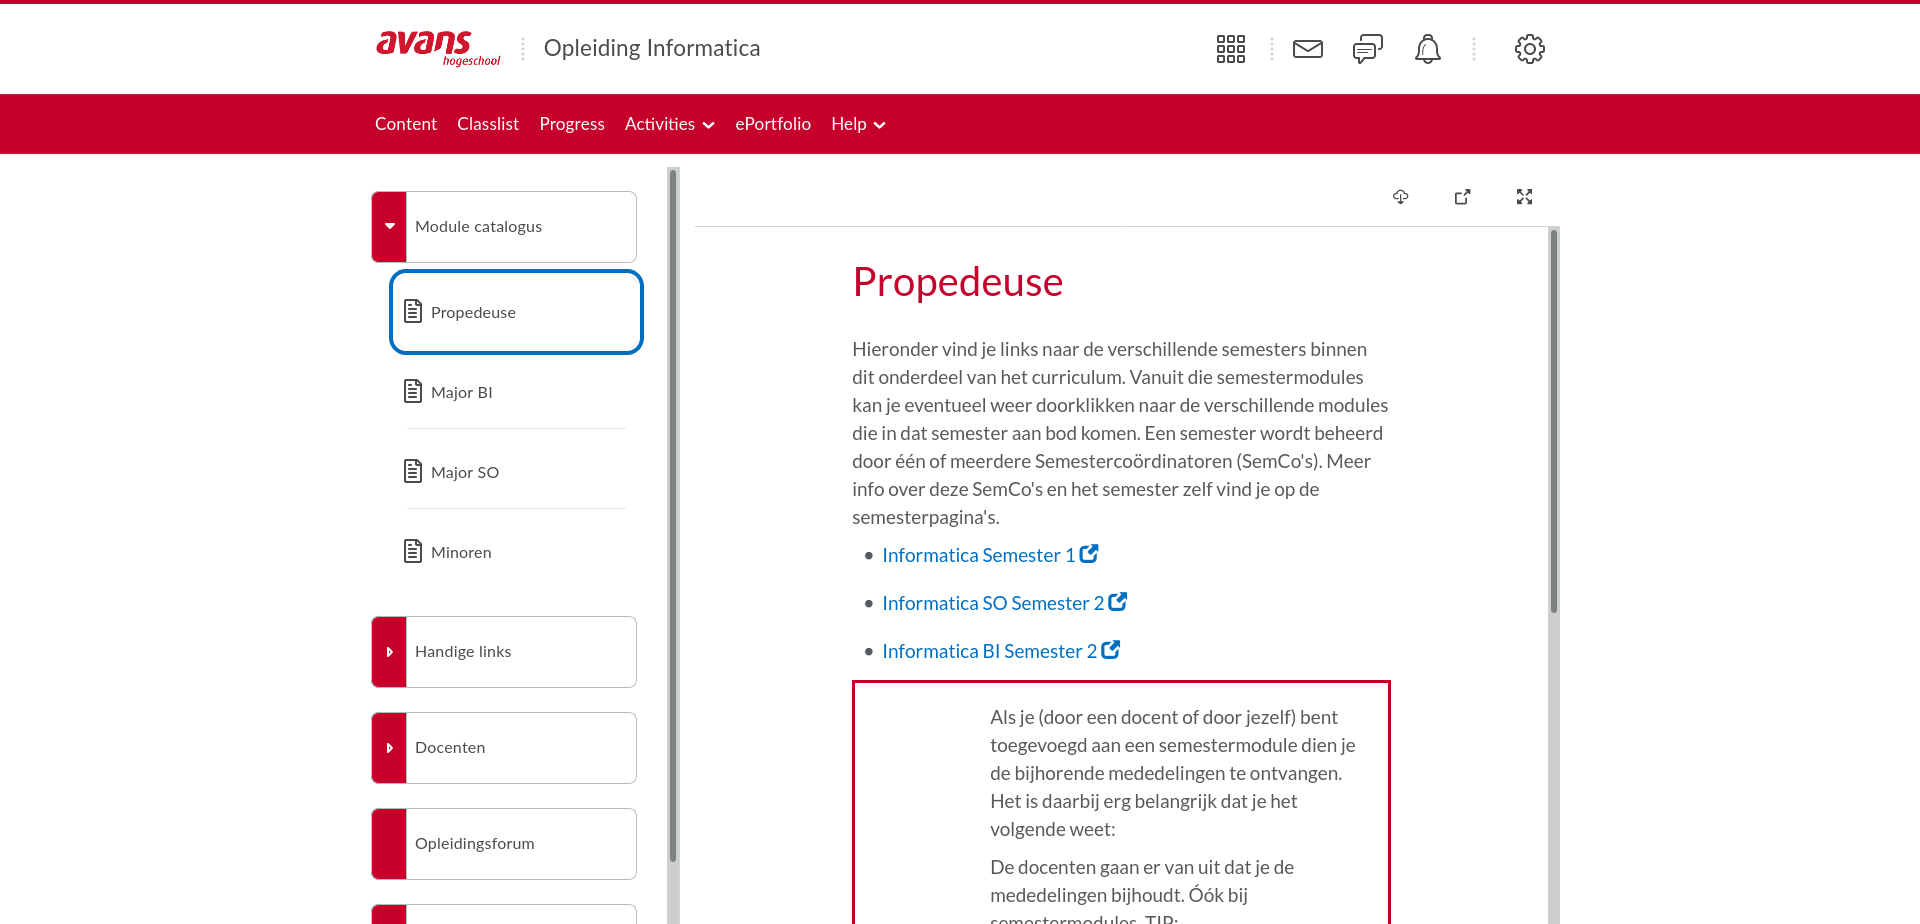 avans
hogeschool
Opleiding Informatica
Content Classlist Progress Activities ePortfolio Help
Module catalogus
Propedeuse
Major BI
Major SO
Minoren
Handige links
Docenten
Opleidingsforum
Propedeuse
Hieronder vind je links naar de verschillende semesters binnen
dit onderdeel van het curriculum. Vanuit die semestermodules
kan je eventueel weer doorklikken naar de verschillende modules
die in dat semester aan bod komen. Een semester wordt beheerd
door één of meerdere Semestercoördinatoren (SemCo's). Meer
info over deze SemCo's en het semester zelf vind je op de
semesterpagina's.
• Informatica Semester 1
• Informatica SO Semester 2
• Informatica BI Semester 2
Als je (door een docent of door jezelf) bent
toegevoegd aan een semestermodule dien je
de bijhorende mededelingen te ontvangen.
Het is daarbij erg belangrijk dat je het
volgende weet:
De docenten gaan er van uit dat je de
mededelingen bijhoudt. Óók bij
semestermodules. TIP: